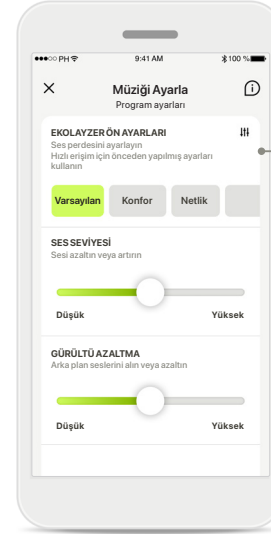 PH 9:41 AM 100 %
Müziği Ayarla
Program ayarları
EKOLAYZER ÖN AYARLARI
Ses perdesini ayarlayın
Hızlı erişim için önceden yapılmış ayarları
kullanın
Varsayılan Konfor Netlik
SES SEVİYESİ
Sesi azaltın veya artırın
Düşük Yüksek
GÜRÜLTÜ AZALTMA
Arka plan seslerini alın veya azaltın
Düşük Yüksek